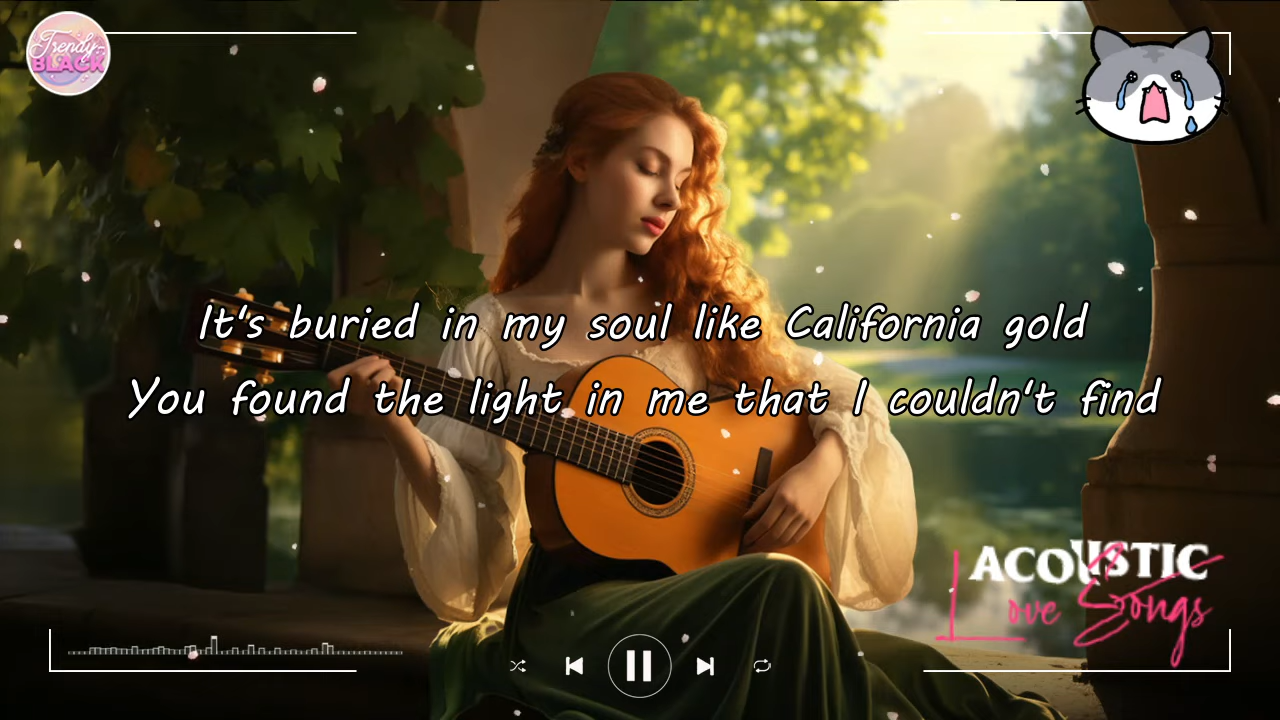 Trendy
BLACK
It's buried in my soul like California gold
You found the light in me that I couldn't find
ACOUSTIC
Love Songs